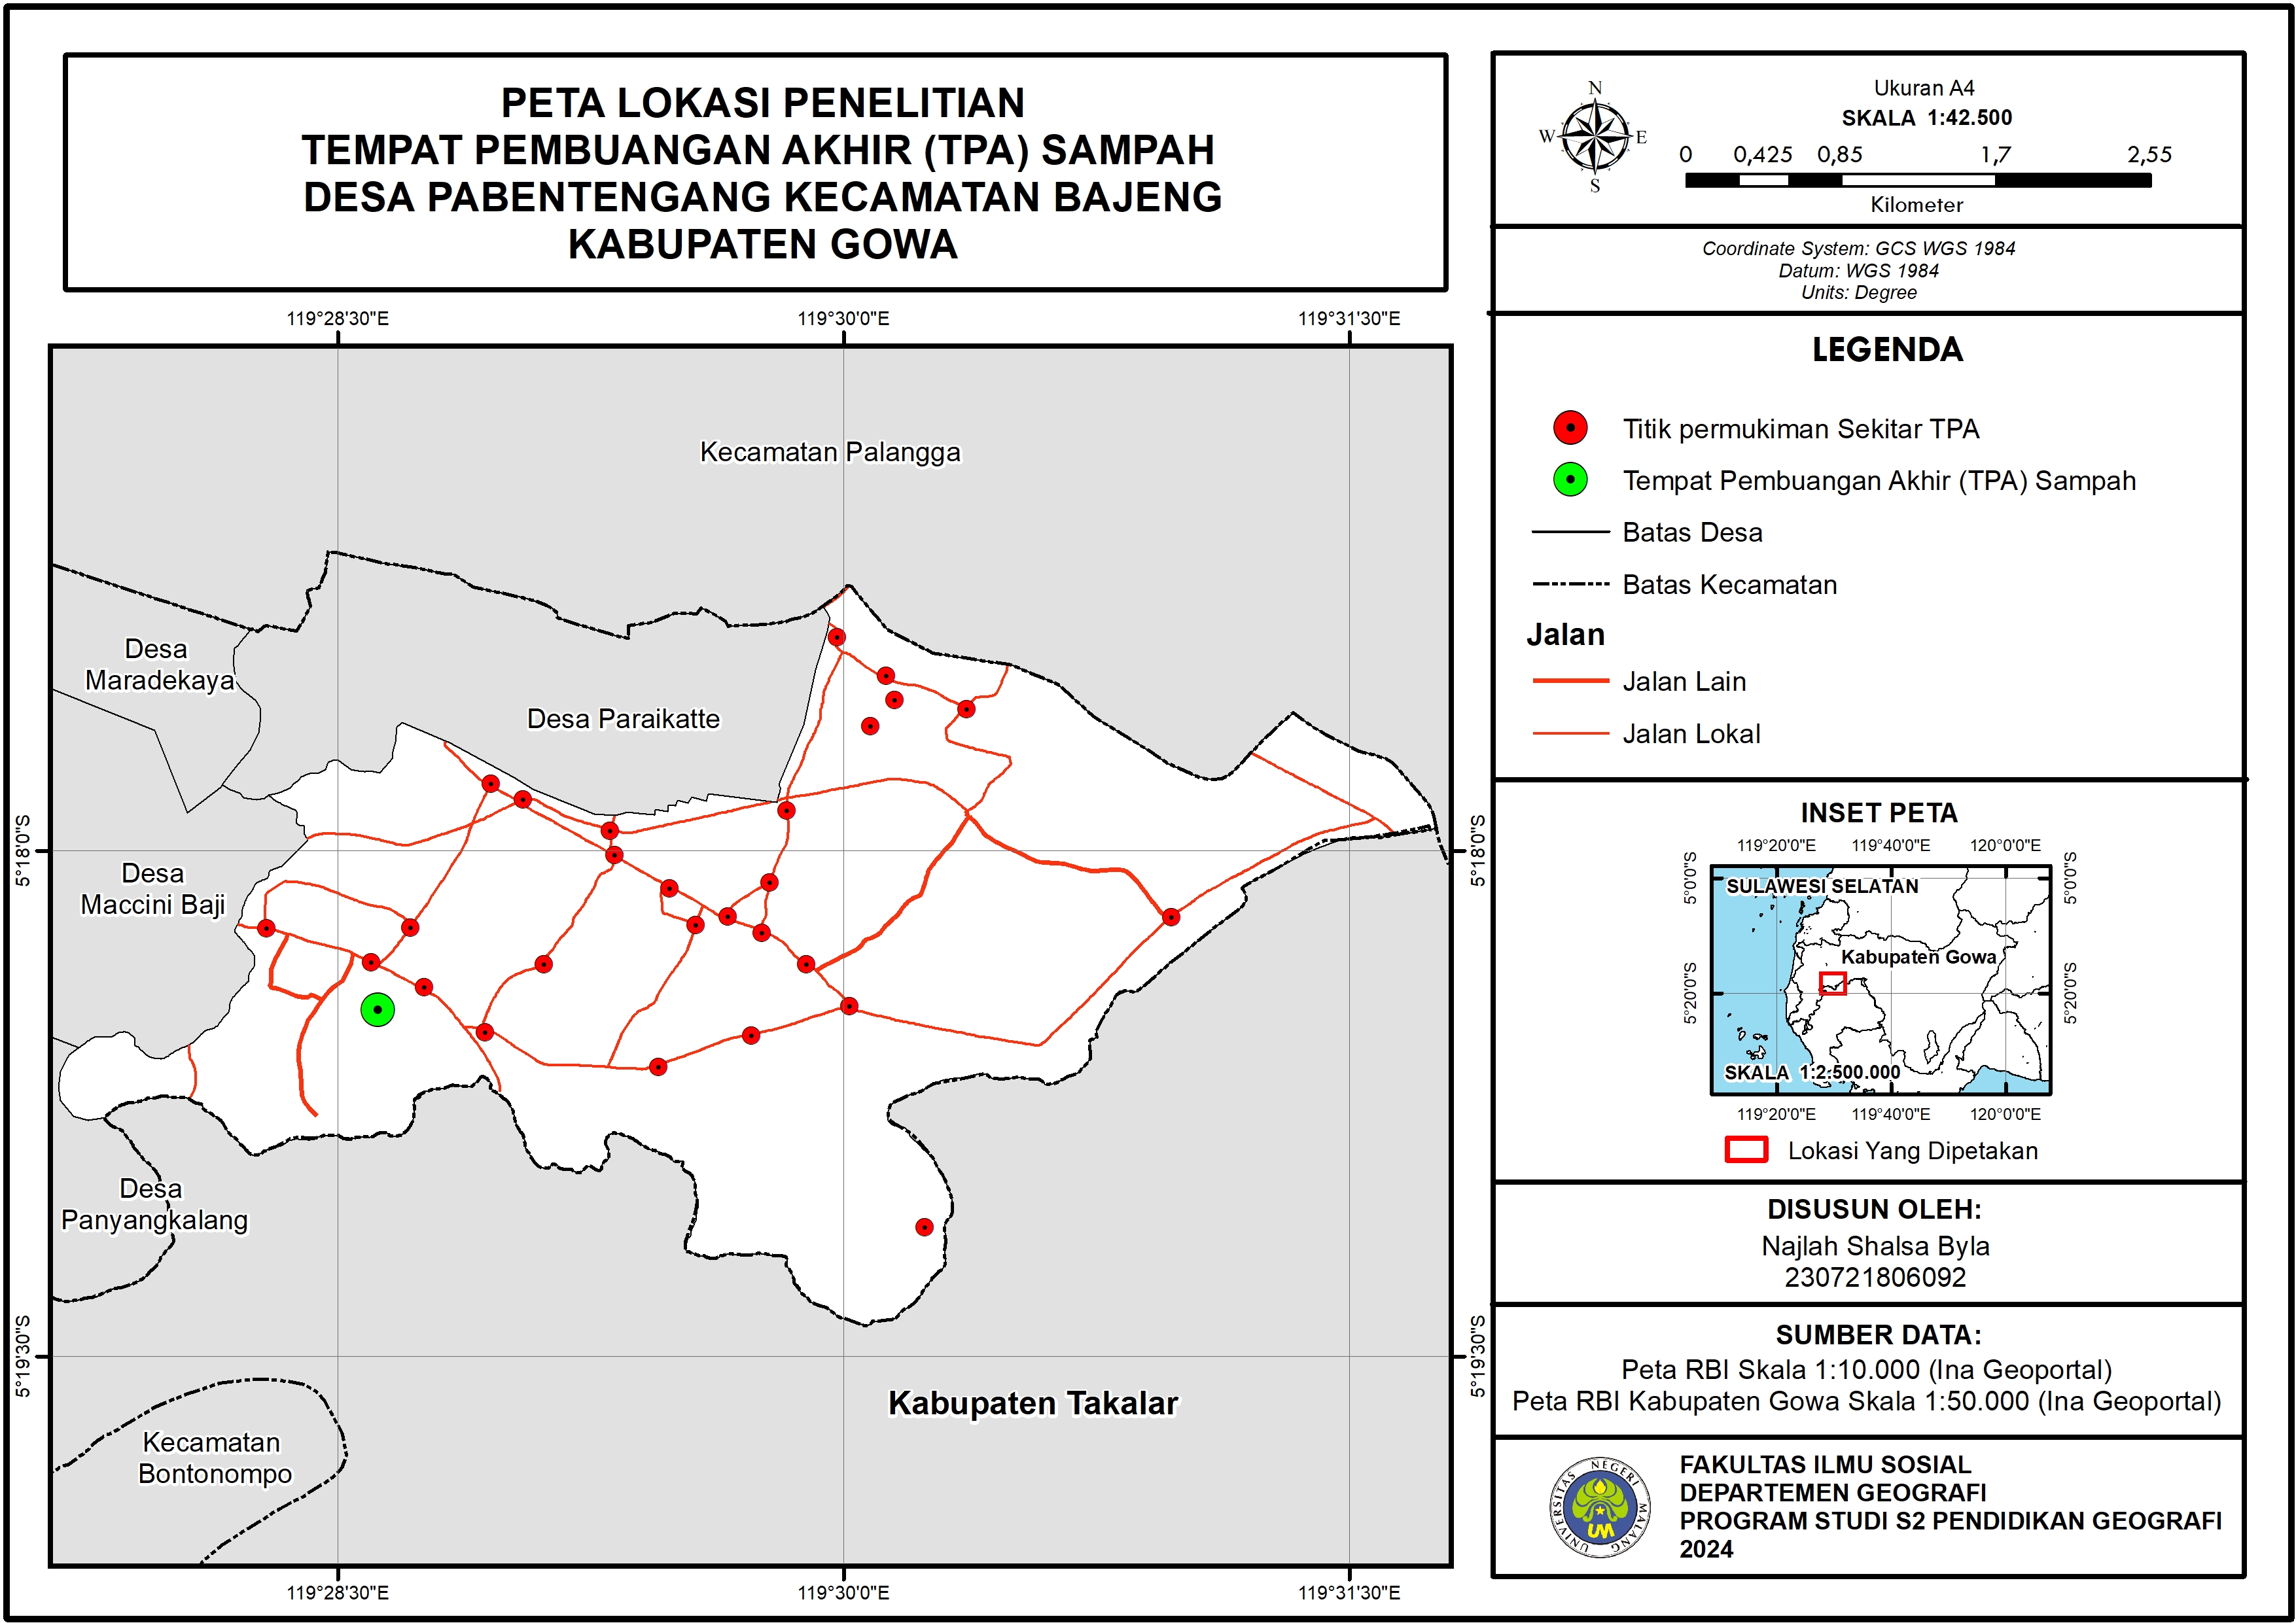 PETA LOKASI PENELITIAN
TEMPAT PEMBUANGAN AKHIR (TPA) SAMPAH
DESA PABENTENGANG KECAMATAN BAJENG
KABUPATEN GOWA
119°28'30"E
119°30'0"E
119°31'30"E
Kecamatan Palangga
Desa
Maradekaya
Desa Paraikatte
5°18'0"S
5°18'0"S
Desa
Maccini Baji
Desa
Panyangkalang
5°19'30"S
5°19'30"S
Kabupaten Takalar
Kecamatan
Bontonompo
119°28'30"E
119°30'0"E
119°31'30"E
N
W
E
S
Ukuran A4
SKALA 1:42.500
0 0,425 0,85 1,7 2,55
Kilometer
Coordinate System: GCS WGS 1984
Datum: WGS 1984
Units: Degree
LEGENDA
Titik permukiman Sekitar TPA
Tempat Pembuangan Akhir (TPA) Sampah
Batas Desa
Batas Kecamatan
Jalan
Jalan Lain
Jalan Lokal
INSET PETA
119°20'0"E 119°40'0"E 120°0'0"E
5°0'0"S
5°0'0"S
SULAWESI SELATAN
Kabupaten Gowa
5°20'0"S
5°20'0"S
SKALA 1:2:500.000
119°20'0"E 119°40'0"E 120°0'0"E
Lokasi Yang Dipetakan
DISUSUN OLEH:
Najlah Shalsa Byla
230721806092
SUMBER DATA:
Peta RBI Skala 1:10.000 (Ina Geoportal)
Peta RBI Kabupaten Gowa Skala 1:50.000 (Ina Geoportal)
UNIVERSITAS NEGERI MALANG
UM
FAKULTAS ILMU SOSIAL
DEPARTEMEN GEOGRAFI
PROGRAM STUDI S2 PENDIDIKAN GEOGRAFI
2024